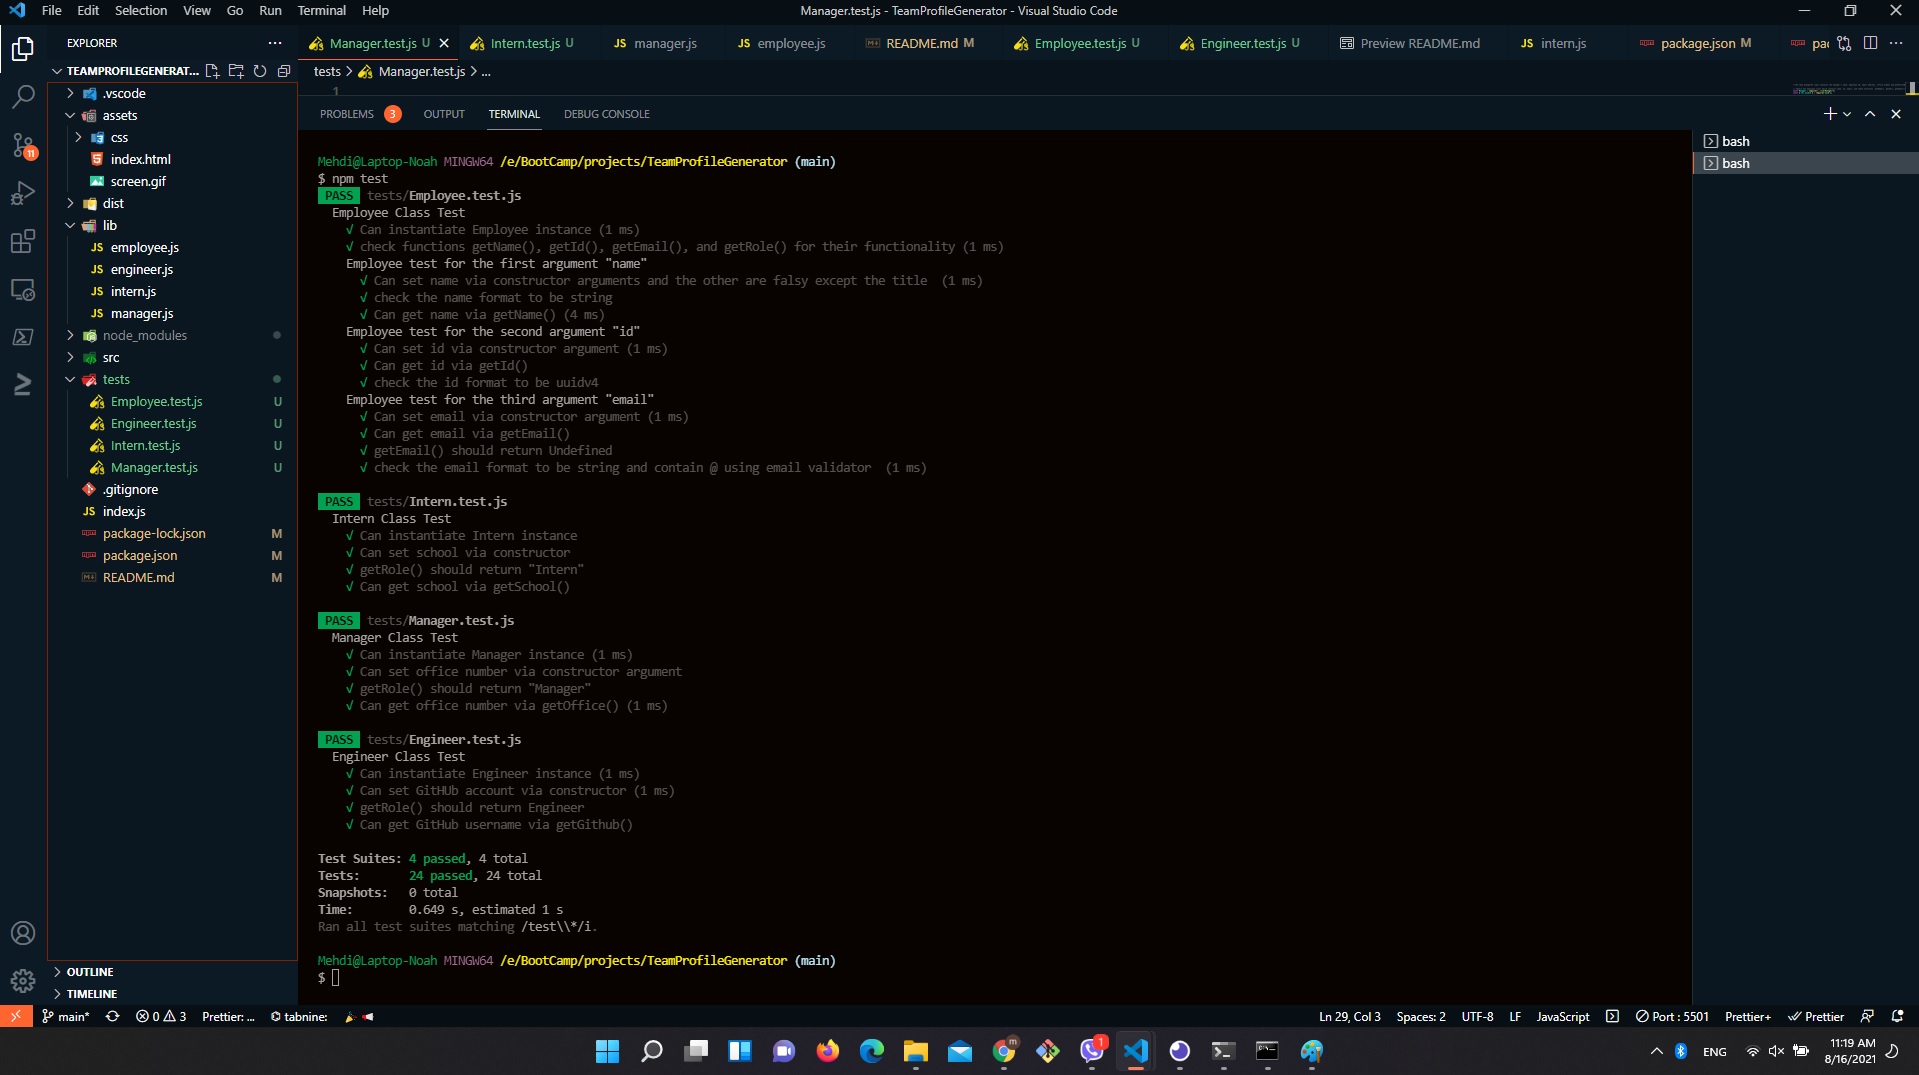 File Edit Selection View Go Run Terminal Help
Manager.test.js - TeamProfileGenerator - Visual Studio Code
EXPLORER
Manager.test.js U
Intern.test.js U
JS manager.js
JS employee.js
README.md M
Employee.test.js U
Engineer.test.js U
Preview README.md
JS intern.js
package.json M
pac
TEAMPROFILEGENERAT...
tests > Manager.test.js > ...
1
.vscode
assets
css
index.html
screen.gif
dist
lib
JS employee.js
JS engineer.js
JS intern.js
JS manager.js
node_modules
src
tests
Employee.test.js U
Engineer.test.js U
Intern.test.js U
Manager.test.js U
.gitignore
JS index.js
package-lock.json M
package.json M
README.md M
OUTLINE
TIMELINE
11
PROBLEMS 3 OUTPUT TERMINAL DEBUG CONSOLE
bash
bash
Mehdi@Laptop-Noah MINGW64 /e/BootCamp/projects/TeamProfileGenerator (main)
$ npm test
PASS tests/Employee.test.js
Employee Class Test
√ Can instantiate Employee instance (1 ms)
√ check functions getName(), getId(), getEmail(), and getRole() for their functionality (1 ms)
Employee test for the first argument "name"
√ Can set name via constructor arguments and the other are falsy except the title  (1 ms)
√ check the name format to be string
√ Can get name via getName() (4 ms)
Employee test for the second argument "id"
√ Can set id via constructor argument (1 ms)
√ Can get id via getId()
√ check the id format to be uuidv4
Employee test for the third argument "email"
√ Can set email via constructor argument (1 ms)
√ Can get email via getEmail()
√ getEmail() should return Undefined
√ check the email format to be string and contain @ using email validator  (1 ms)
PASS tests/Intern.test.js
Intern Class Test
√ Can instantiate Intern instance
√ Can set school via constructor
√ getRole() should return "Intern"
√ Can get school via getSchool()
PASS tests/Manager.test.js
Manager Class Test
√ Can instantiate Manager instance (1 ms)
√ Can set office number via constructor argument
√ getRole() should return "Manager"
√ Can get office number via getOffice() (1 ms)
PASS tests/Engineer.test.js
Engineer Class Test
√ Can instantiate Engineer instance (1 ms)
√ Can set GitHUb account via constructor (1 ms)
√ getRole() should return Engineer
√ Can get GitHub username via getGithub()
Test Suites: 4 passed, 4 total
Tests: 24 passed, 24 total
Snapshots: 0 total
Time: 0.649 s, estimated 1 s
Ran all test suites matching /test\\*/i.
Mehdi@Laptop-Noah MINGW64 /e/BootCamp/projects/TeamProfileGenerator (main)
$
main* 0 3 Prettier: ... tabnine:
Ln 29, Col 3 Spaces: 2 UTF-8 LF JavaScript Port : 5501 Prettier+ Prettier
m
1
ENG
11:19 AM
8/16/2021